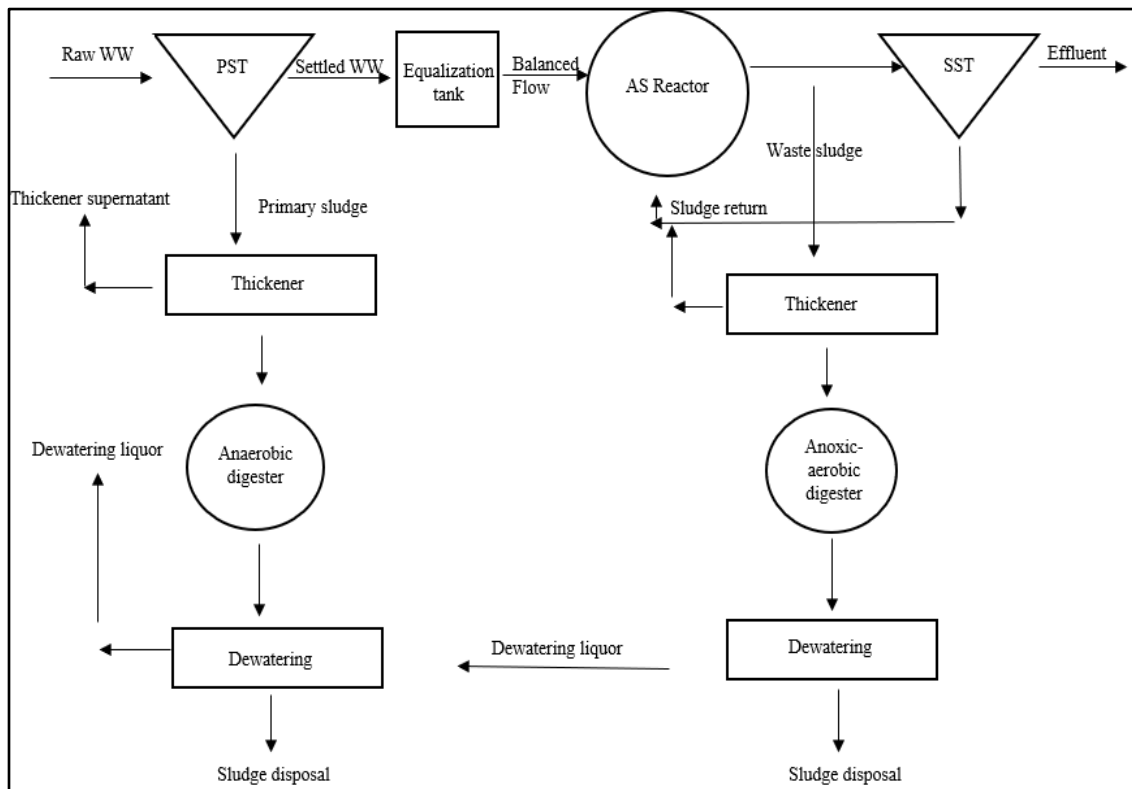 Raw WW
PST
Settled WW
Equalization
tank
Balanced
Flow
AS Reactor
SST
Effluent
Waste sludge
Thickener supernatant
Primary sludge
Sludge return
Thickener
Thickener
Dewatering liquor
Anaerobic
digester
Anoxic-
aerobic
digester
Dewatering
Dewatering liquor
Dewatering
Sludge disposal
Sludge disposal